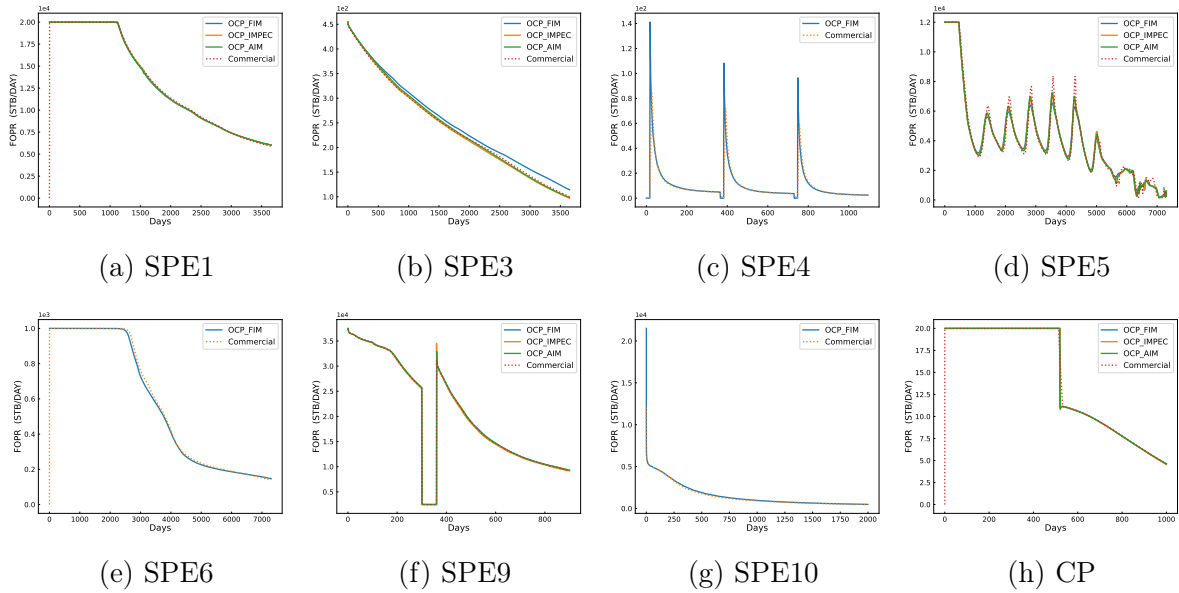 1e4
2.00
1.75
1.50
1.25
1.00
0.75
0.50
0.25
0.00
FOPR (STB/DAY)
0 500 1000 1500 2000 2500 3000 3500
Days
OCP_FIM
OCP_IMPEC
OCP_AIM
Commercial
(a) SPE1
1e2
4.5
4.0
3.5
3.0
2.5
2.0
1.5
1.0
FOPR (STB/DAY)
0 500 1000 1500 2000 2500 3000 3500
Days
OCP_FIM
OCP_IMPEC
OCP_AIM
Commercial
(b) SPE3
1e2
1.4
1.2
1.0
0.8
0.6
0.4
0.2
0.0
FOPR (STB/DAY)
0 200 400 600 800 1000
Days
OCP_FIM
Commercial
(c) SPE4
1e4
1.2
1.0
0.8
0.6
0.4
0.2
0.0
FOPR (STB/DAY)
0 1000 2000 3000 4000 5000 6000 7000
Days
OCP_FIM
OCP_IMPEC
OCP_AIM
Commercial
(d) SPE5
1e3
1.0
0.8
0.6
0.4
0.2
0.0
FOPR (STB/DAY)
0 1000 2000 3000 4000 5000 6000 7000
Days
OCP_FIM
Commercial
(e) SPE6
1e4
3.5
3.0
2.5
2.0
1.5
1.0
0.5
FOPR (STB/DAY)
0 200 400 600 800
Days
OCP_FIM
OCP_IMPEC
OCP_AIM
Commercial
(f) SPE9
1e4
2.0
1.5
1.0
0.5
0.0
FOPR (STB/DAY)
0 250 500 750 1000 1250 1500 1750 2000
Days
OCP_FIM
Commercial
(g) SPE10
20.0
17.5
15.0
12.5
10.0
7.5
5.0
2.5
0.0
FOPR (STB/DAY)
0 200 400 600 800 1000
Days
OCP_FIM
OCP_IMPEC
OCP_AIM
Commercial
(h) CP